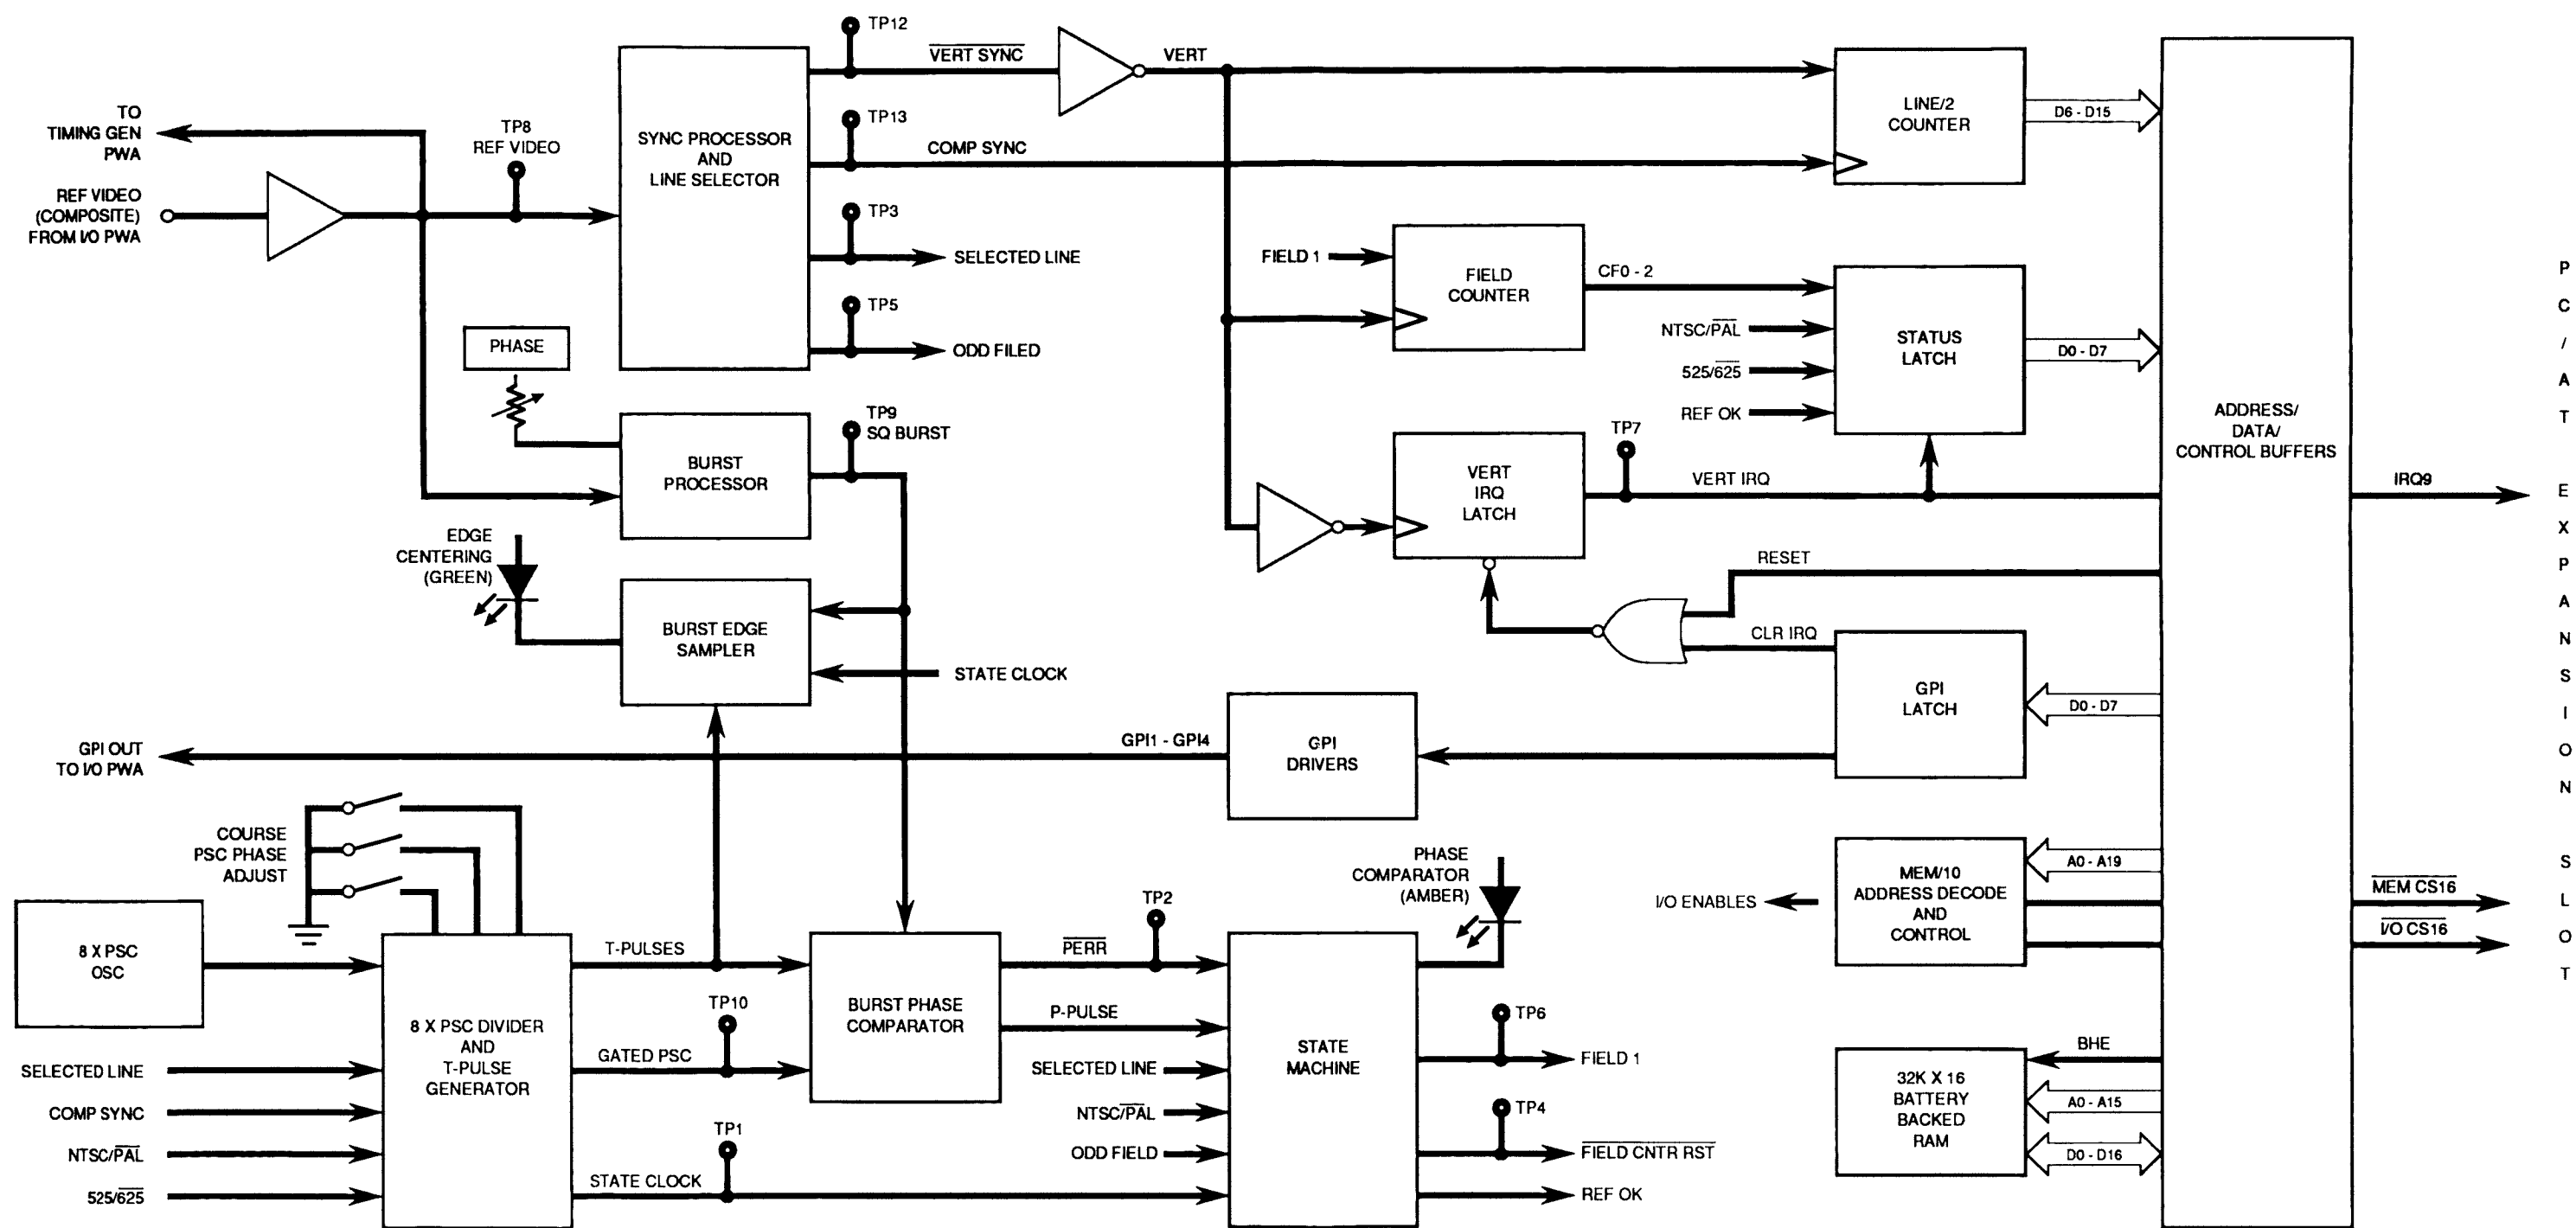 TP12
VERT SYNC
VERT
TO
TIMING GEN
PWA
TP8
REF VIDEO
REF VIDEO
(COMPOSITE)
FROM I/O PWA
SYNC PROCESSOR
AND
LINE SELECTOR
TP13
COMP SYNC
TP3
SELECTED LINE
TP5
ODD FILED
LINE/2
COUNTER
D6 - D15
FIELD 1
FIELD
COUNTER
CF0 - 2
NTSC/PAL
525/625
REF OK
STATUS
LATCH
D0 - D7
ADDRESS/
DATA/
CONTROL BUFFERS
PC/AT EXPANSION SLOT
PHASE
BURST
PROCESSOR
TP9
SQ BURST
VERT
IRQ
LATCH
TP7
VERT IRQ
IRQ9
EDGE
CENTERING
(GREEN)
BURST EDGE
SAMPLER
STATE CLOCK
RESET
CLR IRQ
GPI
LATCH
D0 - D7
GPI OUT
TO I/O PWA
GPI1 - GPI4
GPI
DRIVERS
COURSE
PSC PHASE
ADJUST
8 X PSC
OSC
8 X PSC DIVIDER
AND
T-PULSE
GENERATOR
SELECTED LINE
COMP SYNC
NTSC/PAL
525/625
T-PULSES
TP10
GATED PSC
TP1
STATE CLOCK
BURST PHASE
COMPARATOR
TP2
PERR
P-PULSE
SELECTED LINE
NTSC/PAL
ODD FIELD
STATE
MACHINE
PHASE
COMPARATOR
(AMBER)
TP6
FIELD 1
TP4
FIELD CNTR RST
REF OK
I/O ENABLES
MEM/10
ADDRESS DECODE
AND
CONTROL
A0 - A19
MEM CS16
I/O CS16
32K X 16
BATTERY
BACKED
RAM
BHE
A0 - A15
D0 - D16